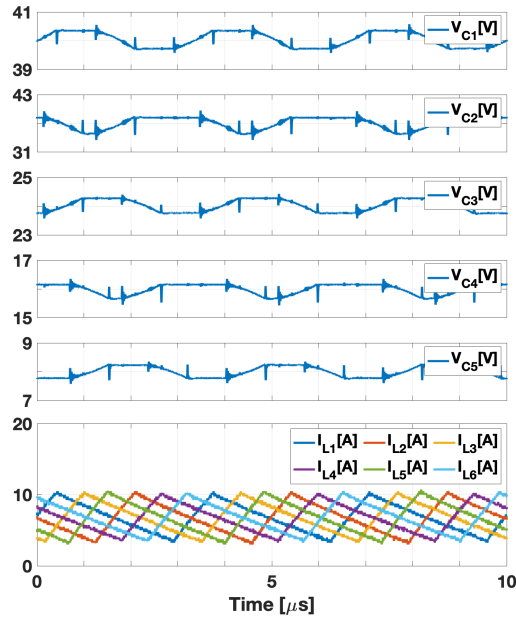 41
V_C1[V]
39
43
V_C2[V]
31
25
V_C3[V]
23
17
V_C4[V]
15
9
V_C5[V]
7
20
I_L1[A] I_L2[A] I_L3[A]
I_L4[A] I_L5[A] I_L6[A]
10
0
0 5 10
Time [μs]